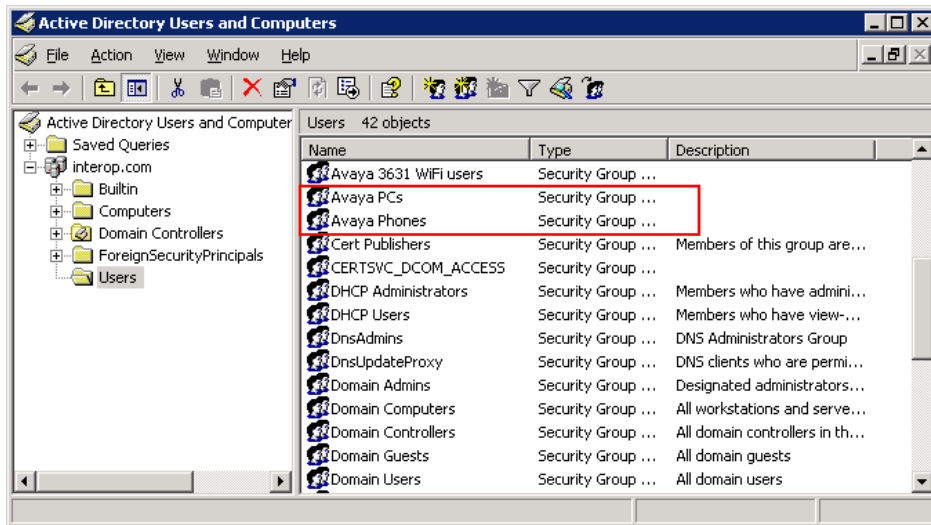 Active Directory Users and Computers
File Action View Window Help
Active Directory Users and Computer
Saved Queries
interop.com
Builtin
Computers
Domain Controllers
ForeignSecurityPrincipals
Users
Users 42 objects
Name Type Description
Avaya 3631 WiFi users Security Group ...
Avaya PCs Security Group ...
Avaya Phones Security Group ...
Cert Publishers Security Group ... Members of this group are...
CERTSVC_DCOM_ACCESS Security Group ...
DHCP Administrators Security Group ... Members who have admini...
DHCP Users Security Group ... Members who have view-...
DnsAdmins Security Group ... DNS Administrators Group
DnsUpdateProxy Security Group ... DNS clients who are permi...
Domain Admins Security Group ... Designated administrators...
Domain Computers Security Group ... All workstations and serve...
Domain Controllers Security Group ... All domain controllers in th...
Domain Guests Security Group ... All domain guests
Domain Users Security Group ... All domain users